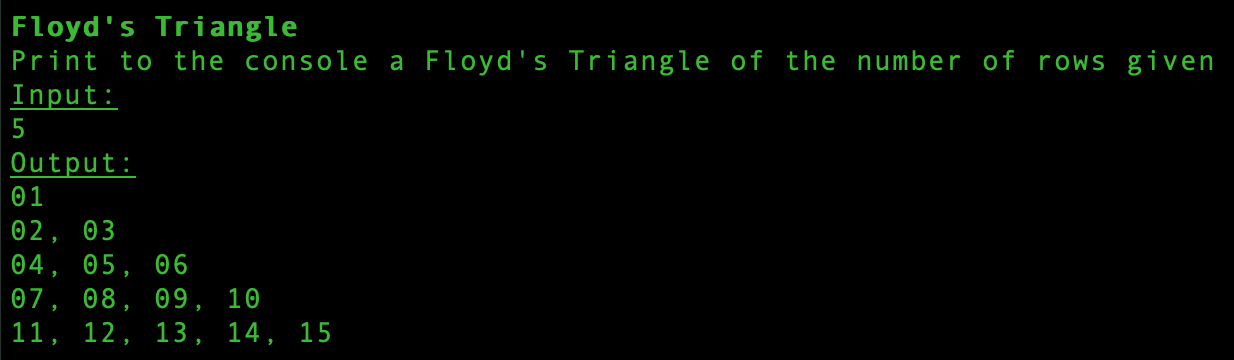 Floyd's Triangle
Print to the console a Floyd's Triangle of the number of rows given
Input:
5
Output:
01
02, 03
04, 05, 06
07, 08, 09, 10
11, 12, 13, 14, 15